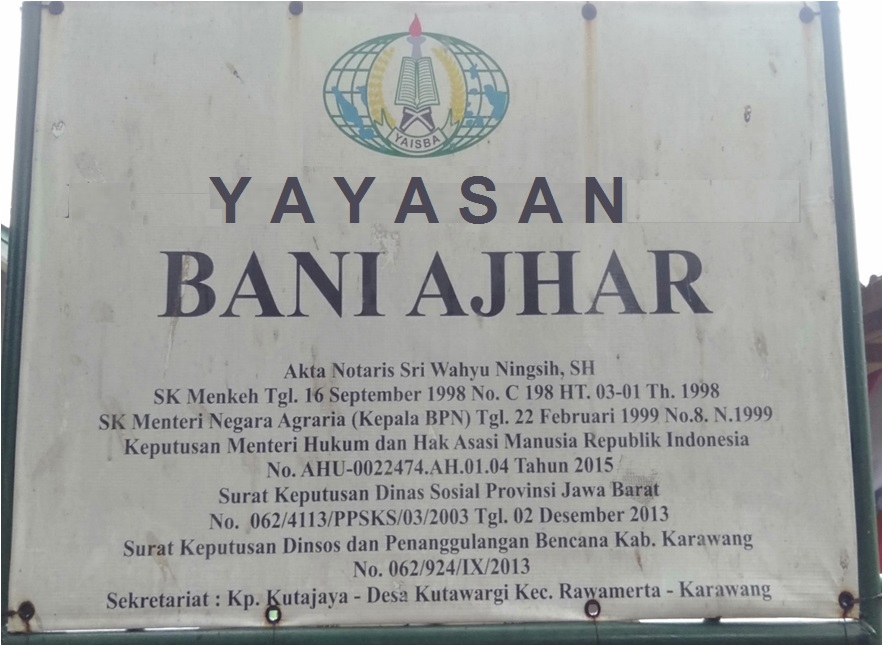 YAISBA
YAYASAN
BANI AJHAR
Akta Notaris Sri Wahyu Ningsih, SH
SK Menkeh Tgl. 16 September 1998 No. C 198 HT. 03-01 Th. 1998
SK Menteri Negara Agraria (Kepala BPN) Tgl. 22 Februari 1999 No.8. N.1999
Keputusan Menteri Hukum dan Hak Asasi Manusia Republik Indonesia
No. AHU-0022474.AH.01.04 Tahun 2015
Surat Keputusan Dinas Sosial Provinsi Jawa Barat
No. 062/4113/PPSKS/03/2003 Tgl. 02 Desember 2013
Surat Keputusan Dinsos dan Penanggulangan Bencana Kab. Karawang
No. 062/924/IX/2013
Sekretariat : Kp. Kutajaya - Desa Kutawargi Kec. Rawamerta - Karawang